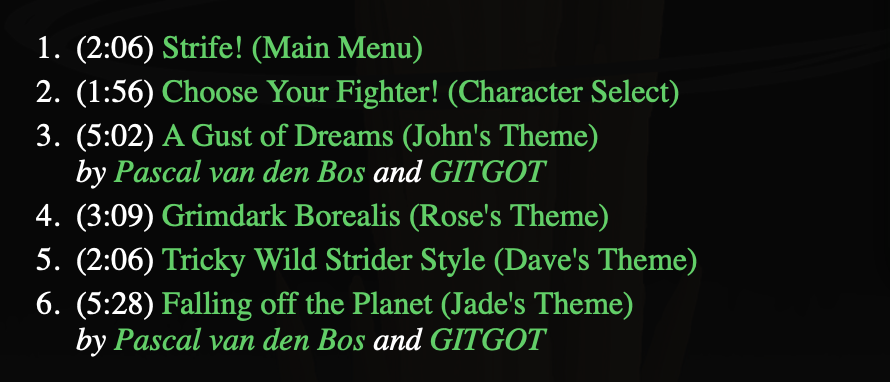 1. (2:06) Strife! (Main Menu)
2. (1:56) Choose Your Fighter! (Character Select)
3. (5:02) A Gust of Dreams (John's Theme)
by Pascal van den Bos and GITGOT
4. (3:09) Grimdark Borealis (Rose's Theme)
5. (2:06) Tricky Wild Strider Style (Dave's Theme)
6. (5:28) Falling off the Planet (Jade's Theme)
by Pascal van den Bos and GITGOT